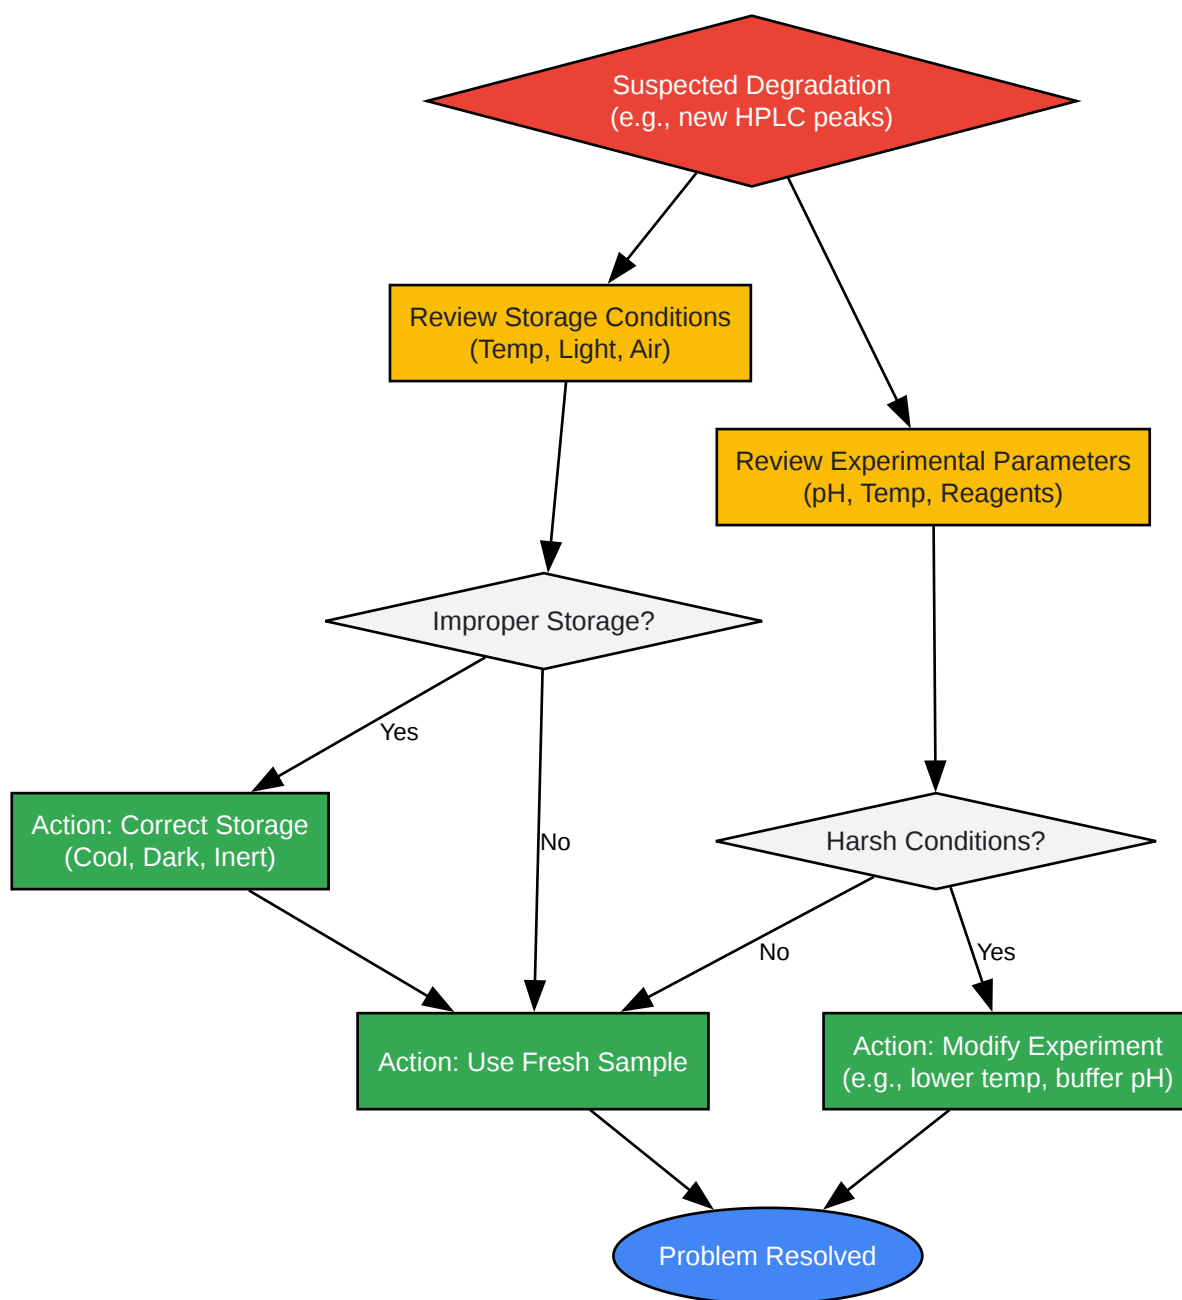 Suspected Degradation
(e.g., new HPLC peaks)
Review Storage Conditions
(Temp, Light, Air)
Review Experimental Parameters
(pH, Temp, Reagents)
Improper Storage?
Yes
Action: Correct Storage
(Cool, Dark, Inert)
No
Harsh Conditions?
No
Yes
Action: Use Fresh Sample
Action: Modify Experiment
(e.g., lower temp, buffer pH)
Problem Resolved